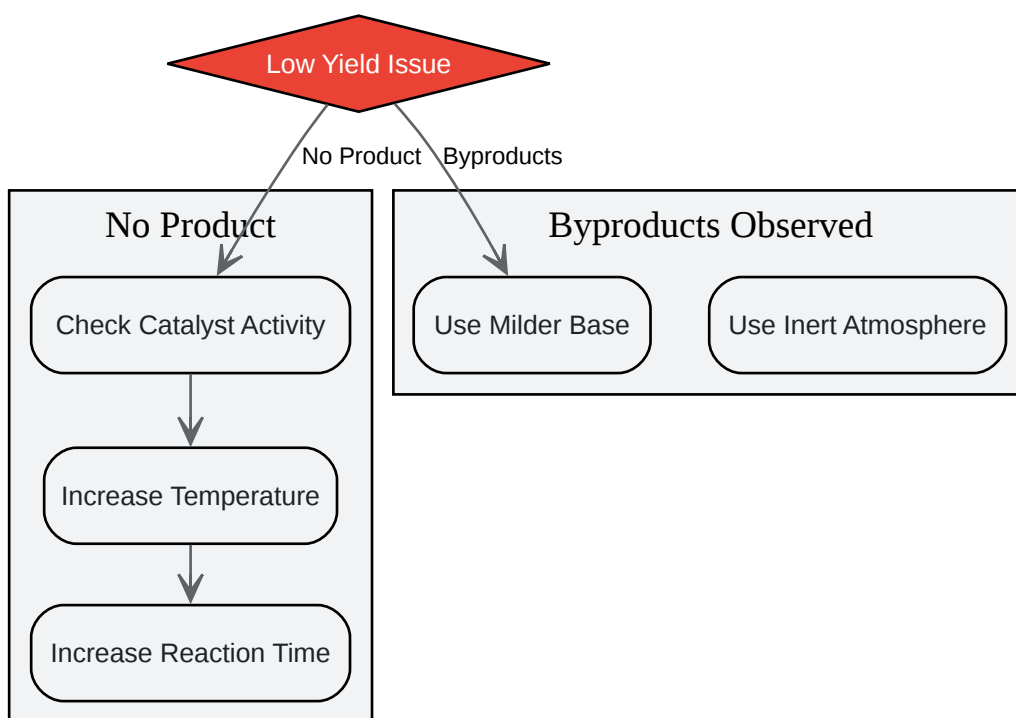 Low Yield Issue
No Product
Byproducts
No Product
Byproducts Observed
Check Catalyst Activity
Use Milder Base
Use Inert Atmosphere
Increase Temperature
Increase Reaction Time